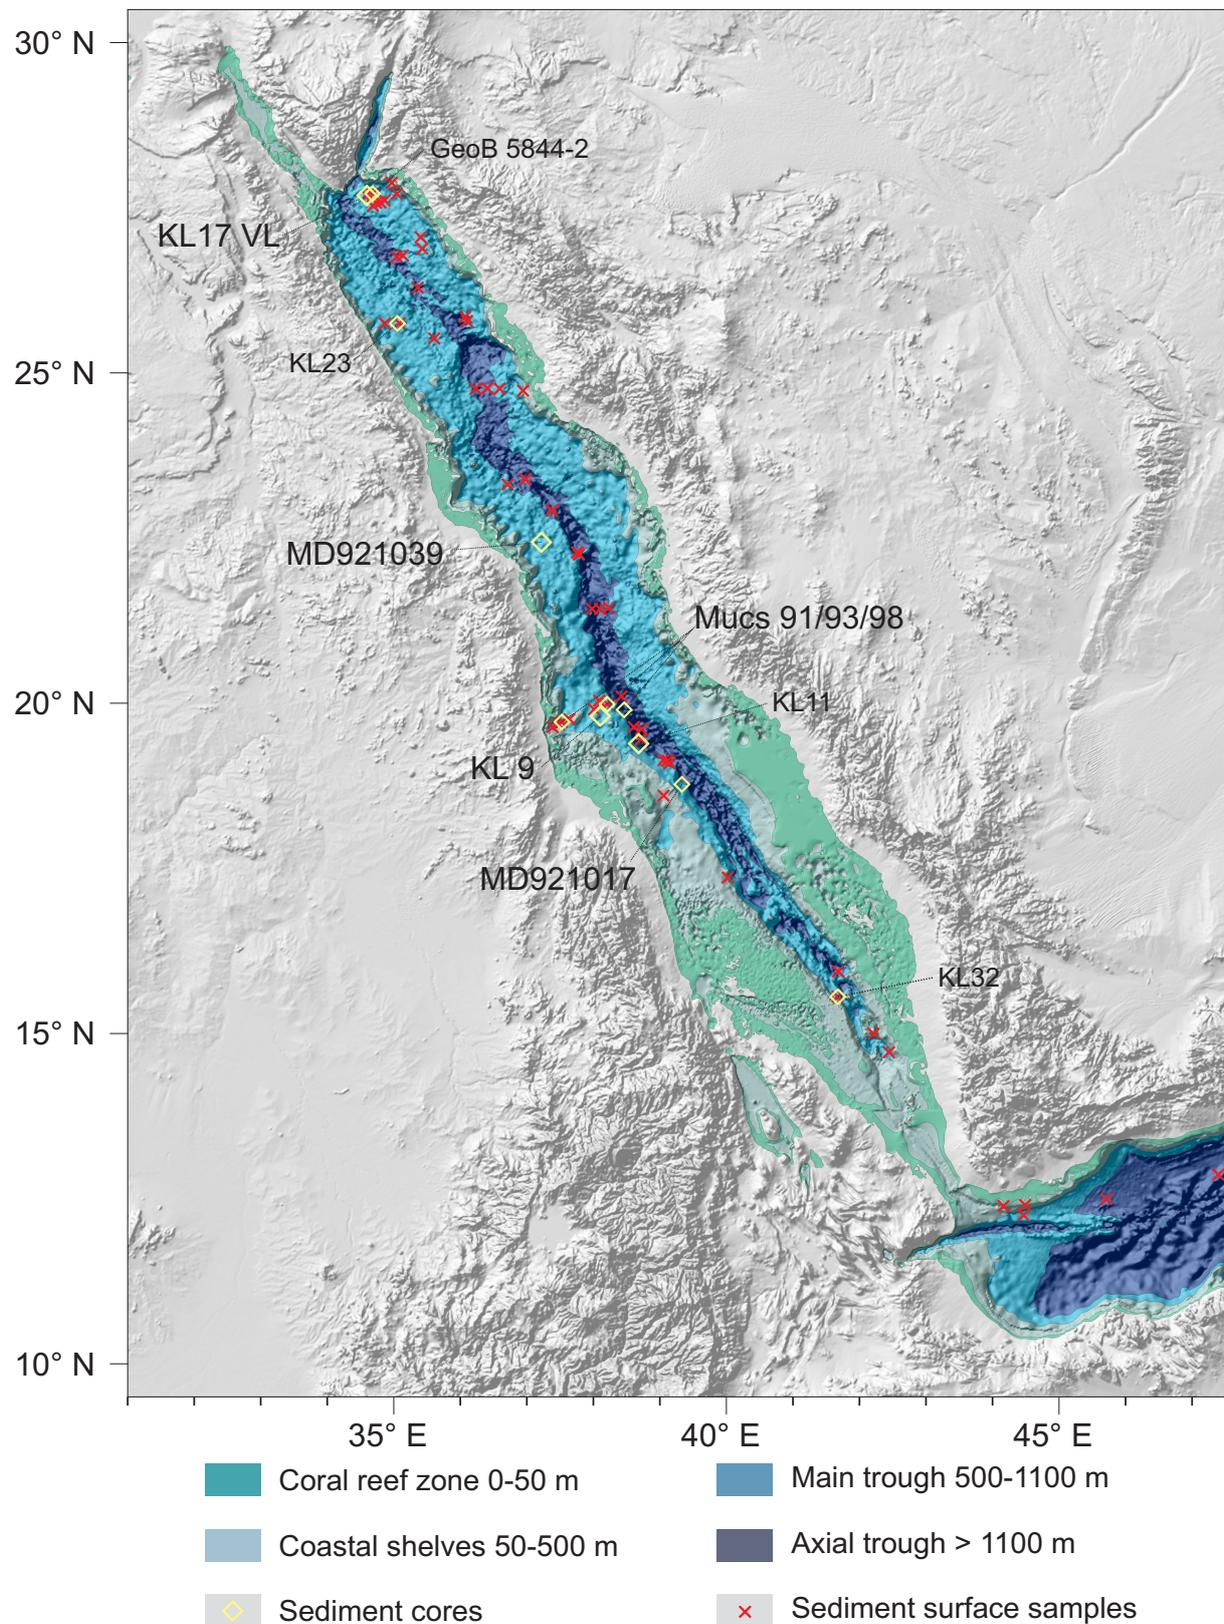 30° N
GeoB 5844-2
KL17 VL
KL23
25° N
MD921039
Mucs 91/93/98
20° N
KL11
KL 9
MD921017
KL32
15° N
10° N
35° E
40° E
45° E
Coral reef zone 0-50 m
Main trough 500-1100 m
Coastal shelves 50-500 m
Axial trough > 1100 m
Sediment cores
Sediment surface samples